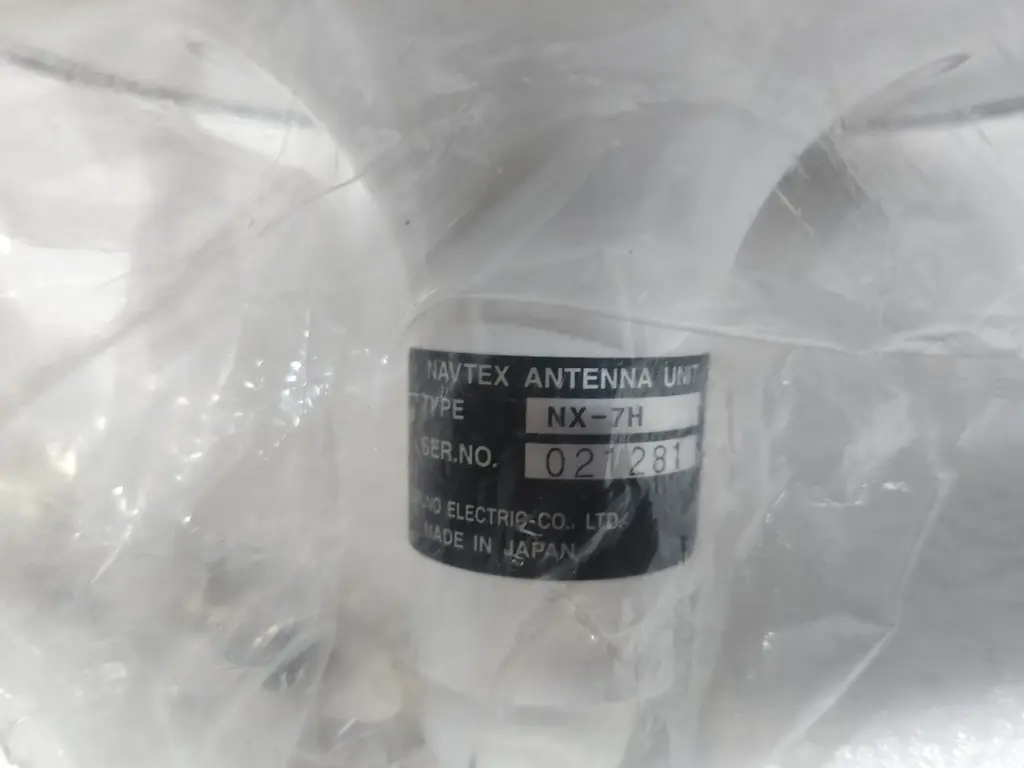 NAVTEX ANTENNA UNIT
TYPE NX-7H
SER.NO. 021281
ELECTRIC CO., LTD.
MADE IN JAPAN